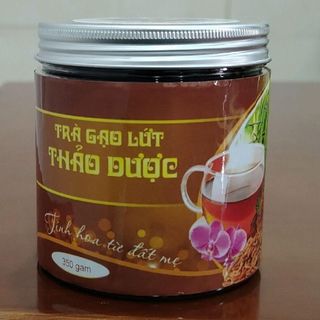 TRÀ GẠO LỨT
THẢO DƯỢC
Tinh hoa từ đất mẹ
350 gam